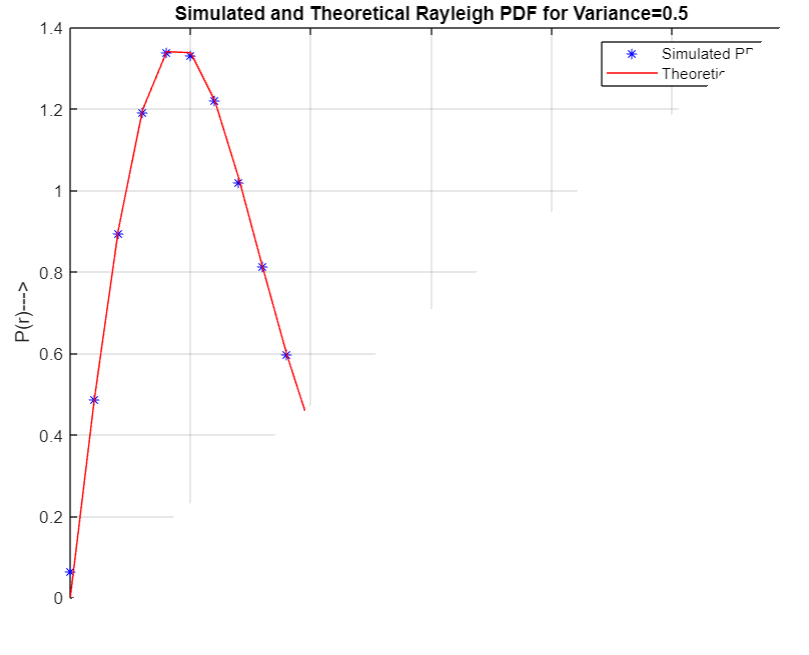 Simulated and Theoretical Rayleigh PDF for Variance=0.5
1.4
1.2
1
0.8
0.6
0.4
0.2
0
P(r)--->
Simulated